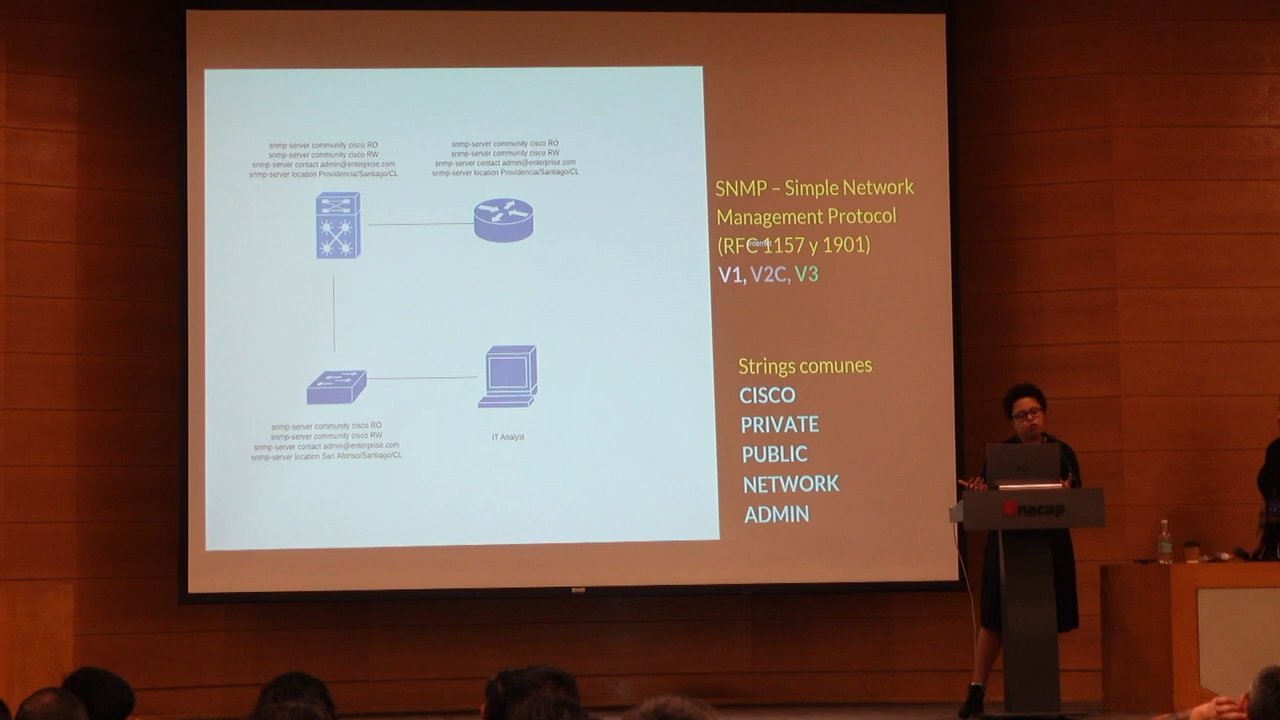 snmp-server community cisco RO
snmp-server community cisco RW
snmp-server contact admin@enterprise.com
snmp-server location Providencia/Santiago/CL
snmp-server community cisco RO
snmp-server community cisco RW
snmp-server contact admin@enterprise.com
snmp-server location Providencia/Santiago/CL
snmp-server community cisco RO
snmp-server community cisco RW
snmp-server contact admin@enterprise.com
snmp-server location San Afonso/Santiago/CL
IT Analyst
SNMP – Simple Network
Management Protocol
(RFC 1157 y 1901)
Internet
V1, V2C, V3
Strings comunes
CISCO
PRIVATE
PUBLIC
NETWORK
ADMIN
inacap